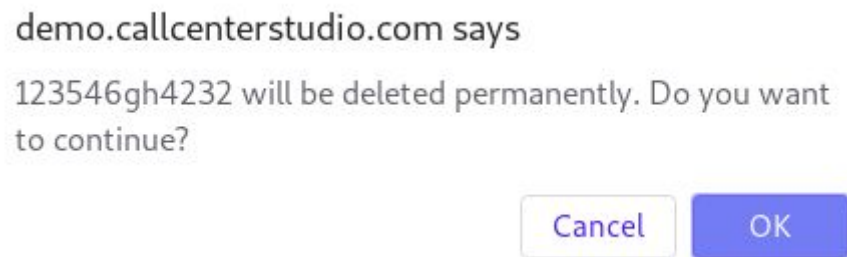 demo.callcenterstudio.com says
123546gh4232 will be deleted permanently. Do you want
to continue?
Cancel
OK